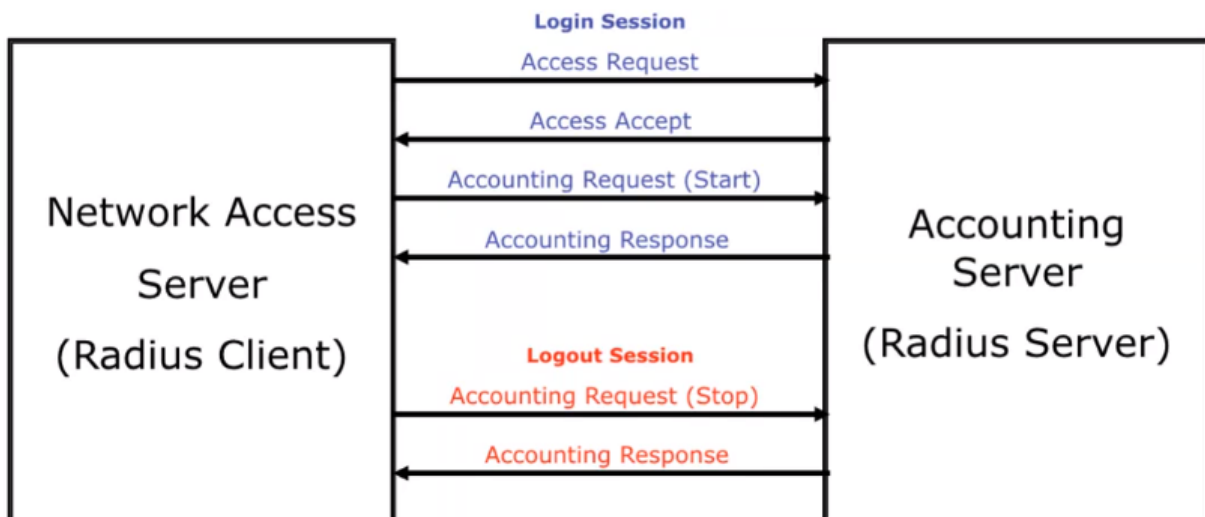 Login Session
Access Request
Access Accept
Accounting Request (Start)
Accounting Response
Network Access
Server
(Radius Client)
Accounting
Server
(Radius Server)
Logout Session
Accounting Request (Stop)
Accounting Response